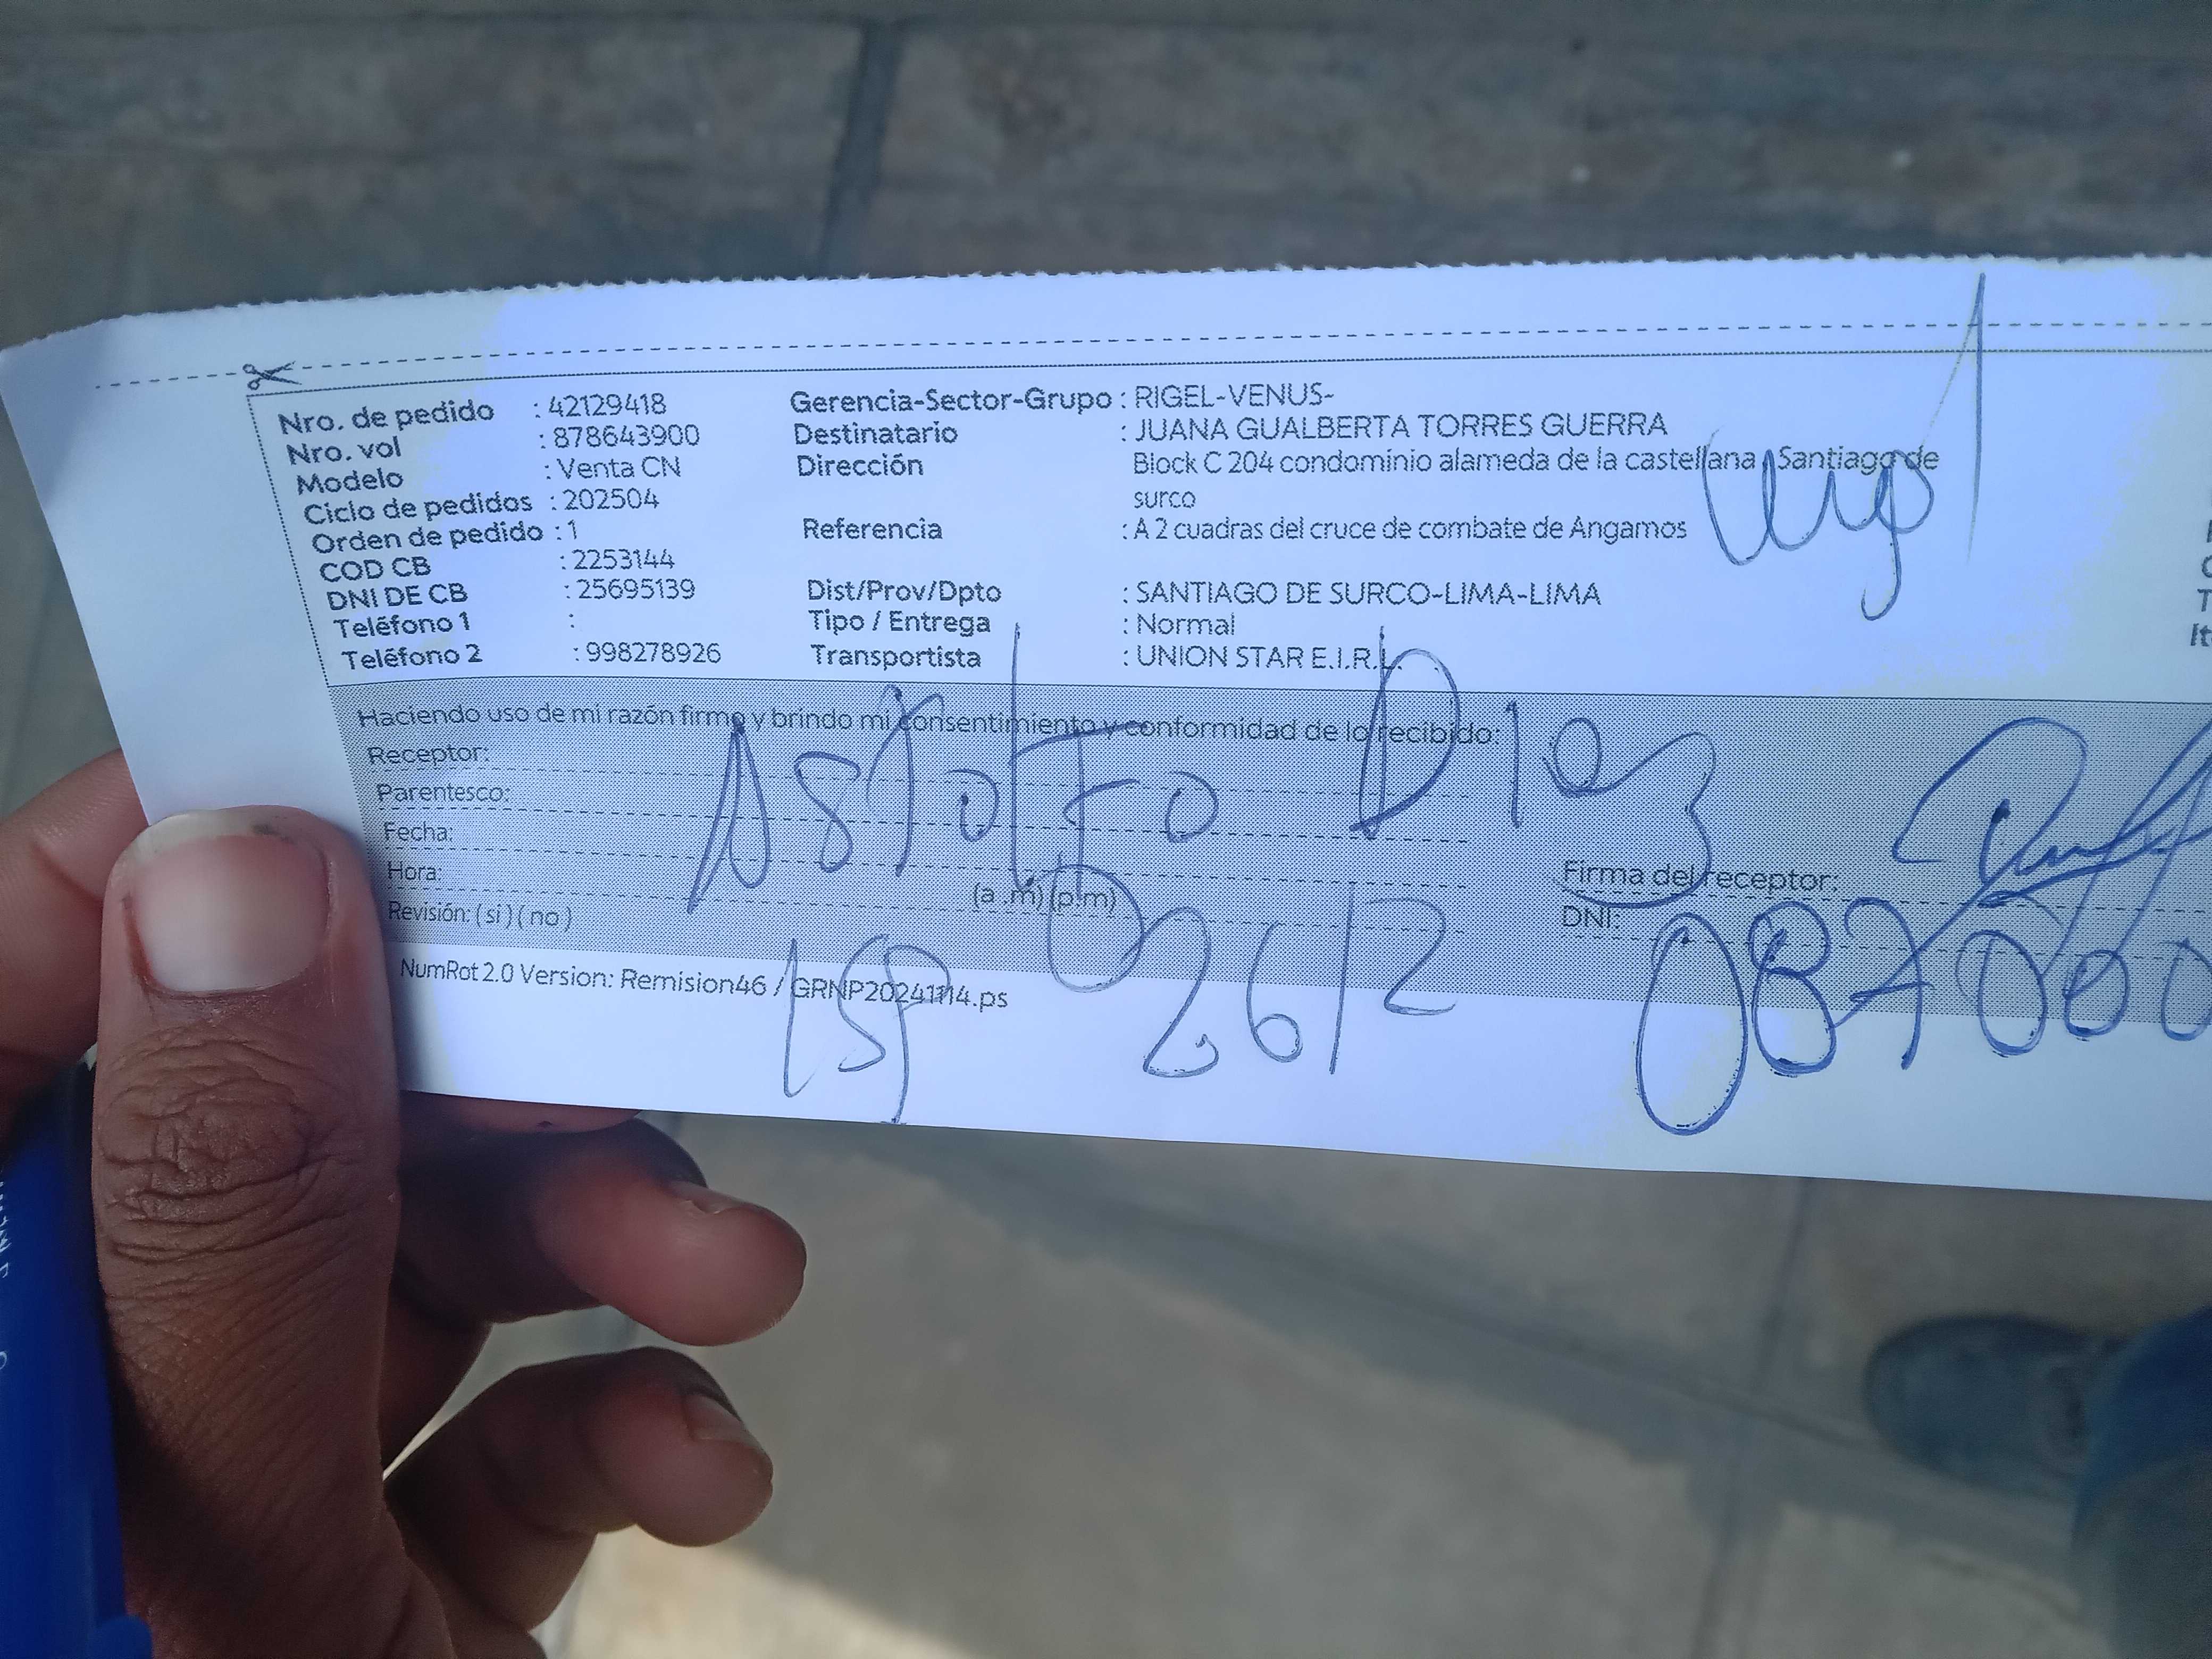 Nro. de pedido : 42129418
Nro. vol : 878643900
Modelo : Venta CN
Ciclo de pedidos : 202504
Orden de pedido : 1
COD CB : 2253144
DNI DE CB : 25695139
Teléfono 1 :
Teléfono 2 : 998278926
Gerencia-Sector-Grupo : RIGEL-VENUS-
Destinatario : JUANA GUALBERTA TORRES GUERRA
Dirección Block C 204 condominio alameda de la castellana , Santiago de
surco
Referencia : A 2 cuadras del cruce de combate de Angamos
Dist/Prov/Dpto : SANTIAGO DE SURCO-LIMA-LIMA
Tipo / Entrega : Normal
Transportista : UNION STAR E.I.R.L.
Haciendo uso de mi razón firmo y brindo mi consentimiento y conformidad de lo recibido:
Receptor:
Parentesco:
Fecha:
Hora: (a .m) (p.m)
Revisión: ( si ) ( no )
AstolFo Diaz
Firma del receptor:
DNI: 087000
2612
NumRot 2.0 Version: Remision46 / GRNP20241114.ps